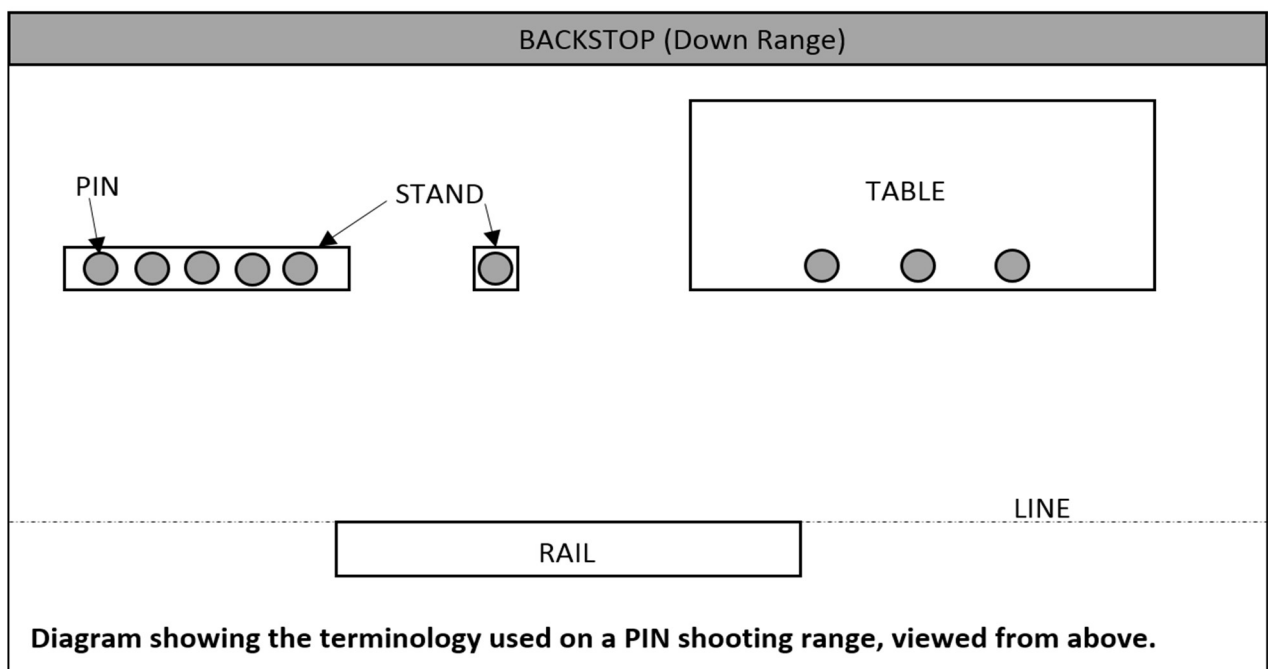 BACKSTOP (Down Range)
PIN
STAND
TABLE
LINE
RAIL
Diagram showing the terminology used on a PIN shooting range, viewed from above.